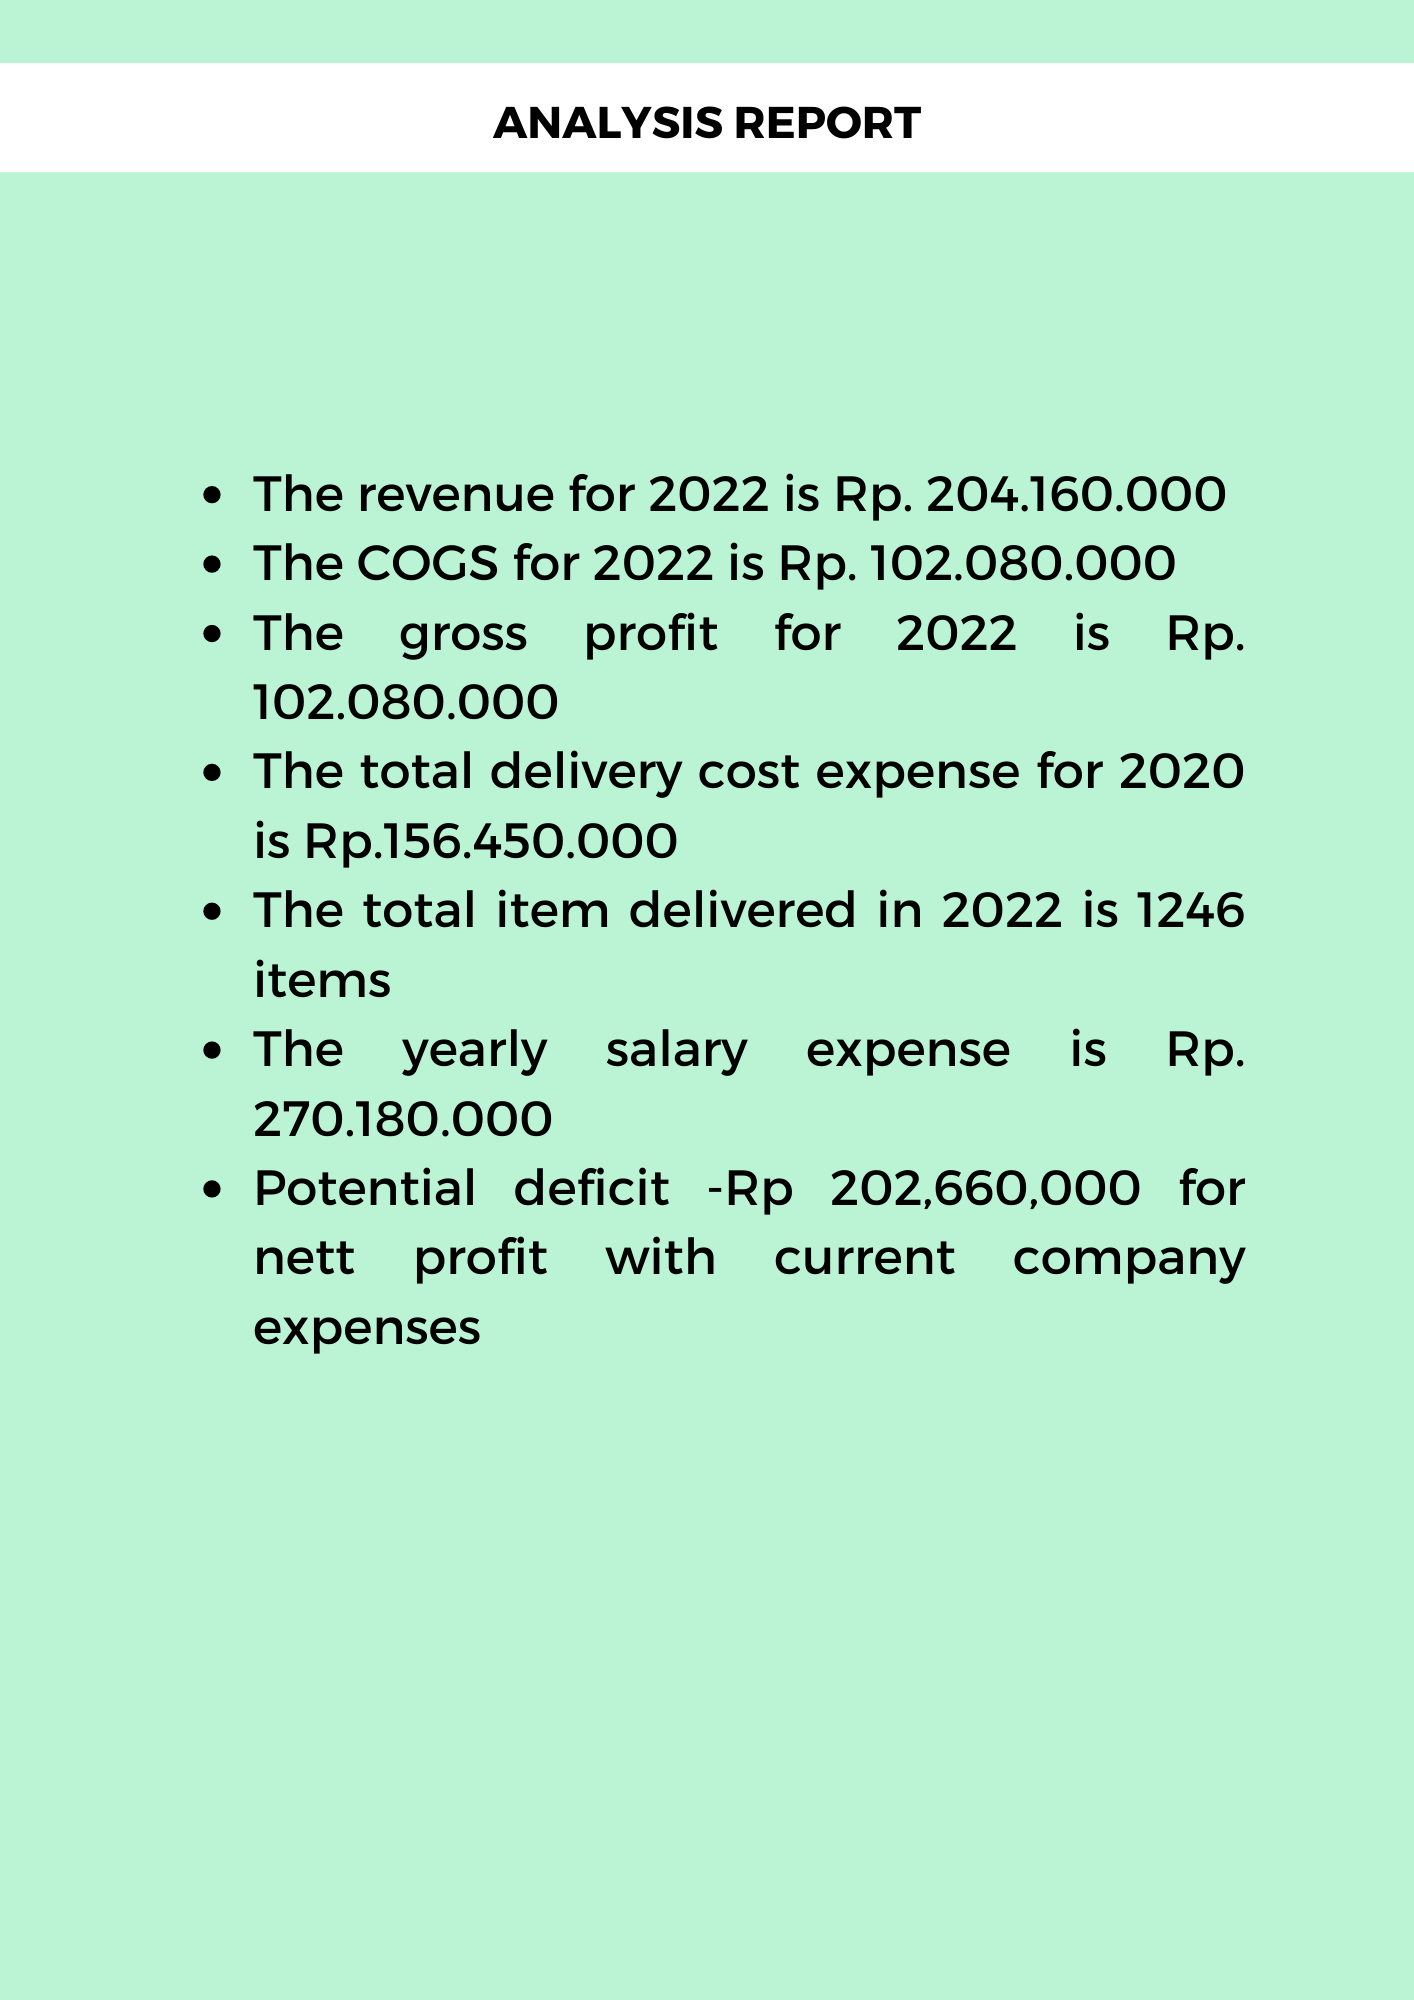 ANALYSIS REPORT
• The revenue for 2022 is Rp. 204.160.000
• The COGS for 2022 is Rp. 102.080.000
• The gross profit for 2022 is Rp.
102.080.000
• The total delivery cost expense for 2020
is Rp.156.450.000
• The total item delivered in 2022 is 1246
items
• The yearly salary expense is Rp.
270.180.000
• Potential deficit -Rp 202,660,000 for
nett profit with current company
expenses